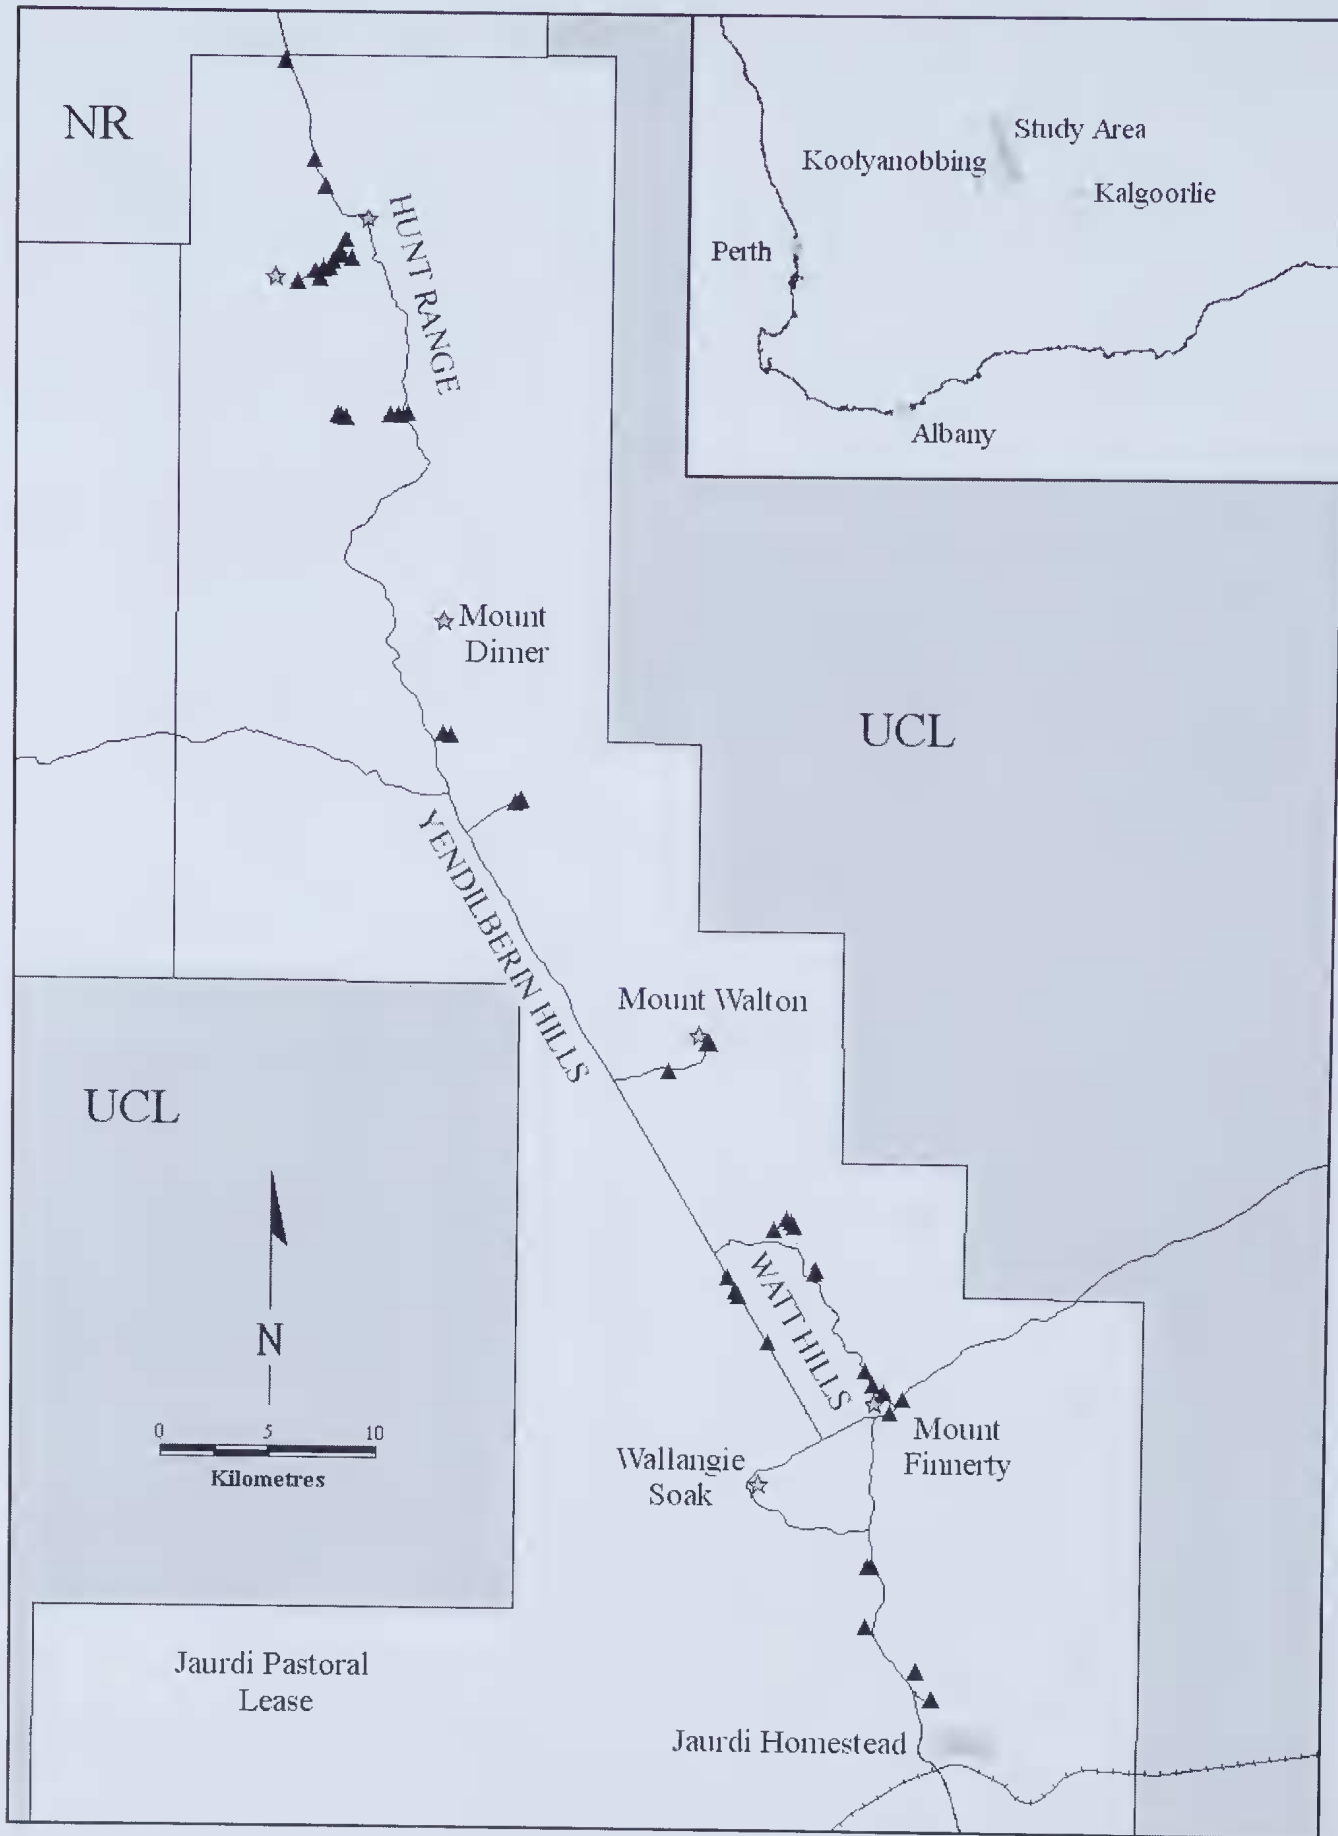 NR
Study Area
Koolyanobbing
Kalgoorlie
Perth
Albany
HUNT RANGE
Mount
Dimer
UCL
YENDILBERIN HILLS
Mount Walton
UCL
N
0 5 10
Kilometres
WATT HILLS
Mount
Finnerty
Wallangie
Soak
Jaurdi Pastoral
Lease
Jaurdi Homestead